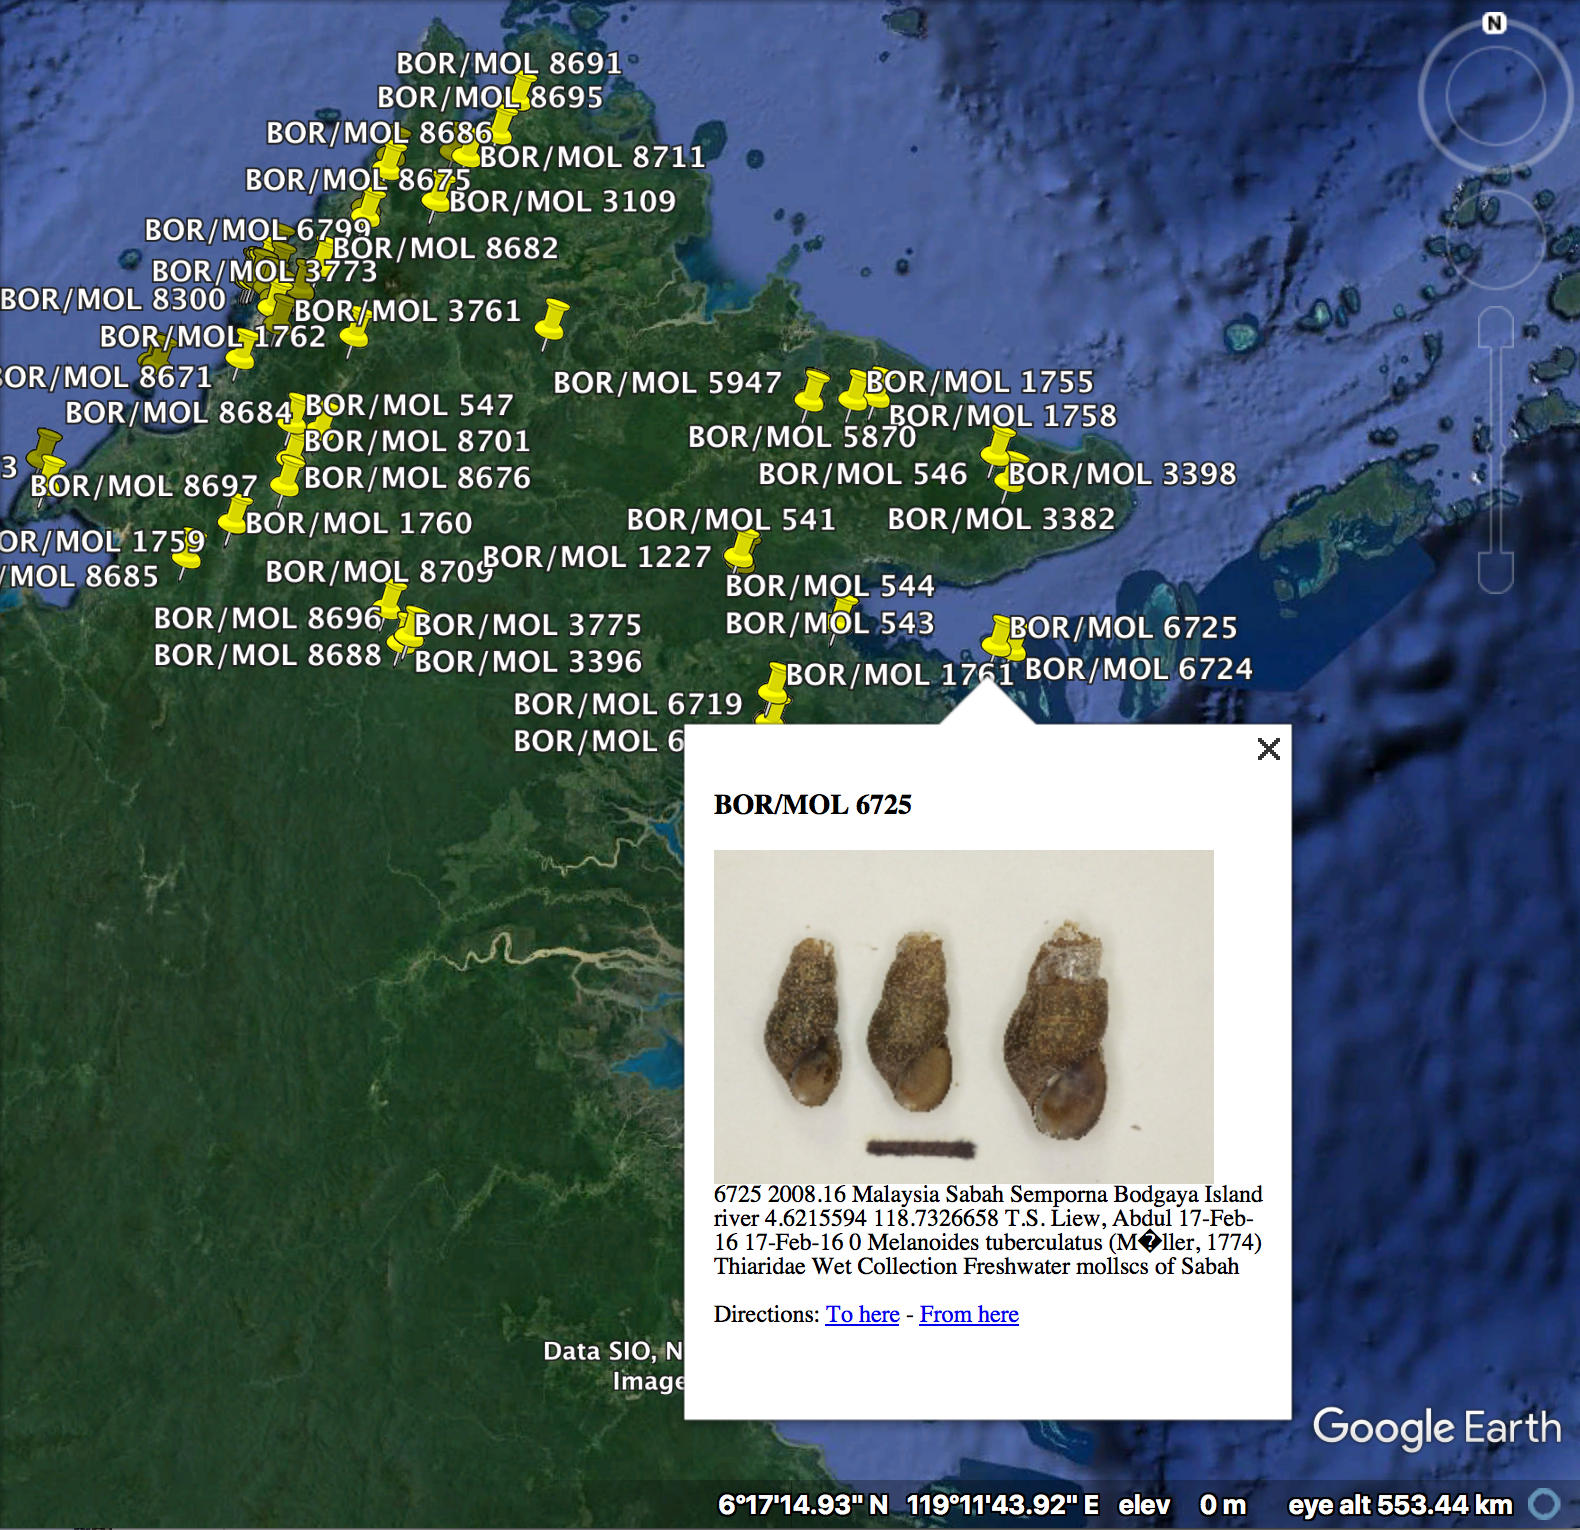 N
BOR/MOL 8691
BOR/MOL 8695
BOR/MOL 8686
BOR/MOL 8711
BOR/MOL 8675
BOR/MOL 3109
BOR/MOL 6799
BOR/MOL 8682
BOR/MOL 3773
BOR/MOL 8300
BOR/MOL 3761
BOR/MOL 1762
OR/MOL 8671
BOR/MOL 5947
BOR/MOL 1755
BOR/MOL 8684
BOR/MOL 547
BOR/MOL 1758
BOR/MOL 8701
BOR/MOL 5870
3
BOR/MOL 8697
BOR/MOL 8676
BOR/MOL 546
BOR/MOL 3398
BOR/MOL 1760
BOR/MOL 541
BOR/MOL 3382
OR/MOL 1759
BOR/MOL 1227
/MOL 8685
BOR/MOL 8709
BOR/MOL 544
BOR/MOL 8696
BOR/MOL 3775
BOR/MOL 543
BOR/MOL 6725
BOR/MOL 8688
BOR/MOL 3396
BOR/MOL 1761
BOR/MOL 6724
BOR/MOL 6719
BOR/MOL 6
BOR/MOL 6725
6725 2008.16 Malaysia Sabah Semporna Bodgaya Island
river 4.6215594 118.7326658 T.S. Liew, Abdul 17-Feb-
16 17-Feb-16 0 Melanoides tuberculatus (M�ller, 1774)
Thiaridae Wet Collection Freshwater mollscs of Sabah
Directions: To here - From here
Data SIO, N
Image
Google Earth
6°17'14.93" N 119°11'43.92" E elev 0 m eye alt 553.44 km